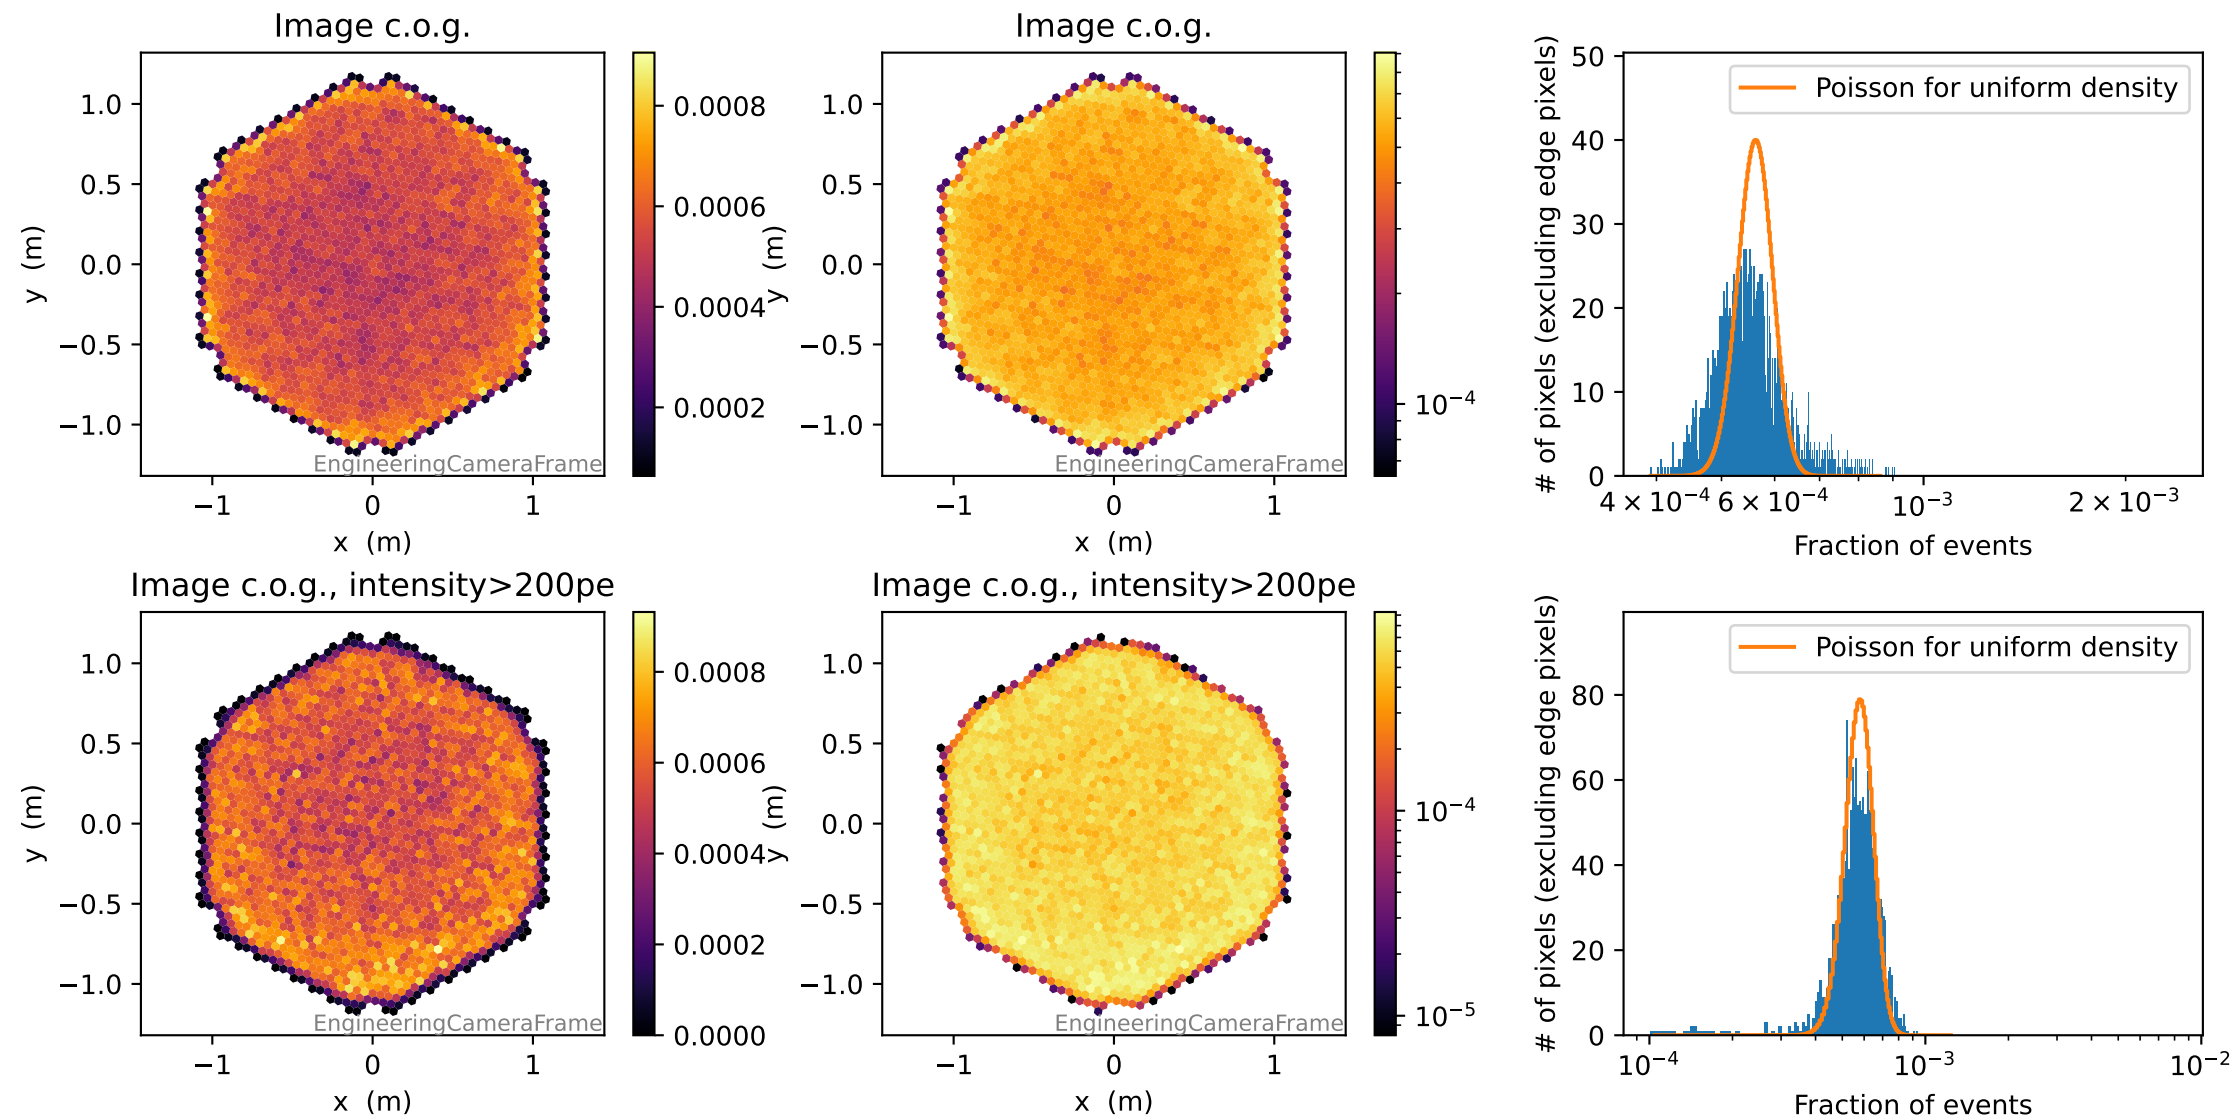 Image c.o.g.
1.0
0.5
0.0
−0.5
−1.0
y (m)
−1
0
1
x (m)
EngineeringCameraFrame
0.0008
0.0006
0.0004
0.0002
Image c.o.g.
1.0
0.5
0.0
−0.5
−1.0
y (m)
−1
0
1
x (m)
EngineeringCameraFrame
10⁻⁴
# of pixels (excluding edge pixels)
50
40
30
20
10
0
Poisson for uniform density
4 × 10⁻⁴ 6 × 10⁻⁴ 10⁻³ 2 × 10⁻³
Fraction of events
Image c.o.g., intensity>200pe
1.0
0.5
0.0
−0.5
−1.0
y (m)
−1
0
1
x (m)
EngineeringCameraFrame
0.0008
0.0006
0.0004
0.0002
0.0000
Image c.o.g., intensity>200pe
1.0
0.5
0.0
−0.5
−1.0
y (m)
−1
0
1
x (m)
EngineeringCameraFrame
10⁻⁴
10⁻⁵
# of pixels (excluding edge pixels)
80
60
40
20
0
Poisson for uniform density
10⁻⁴ 10⁻³ 10⁻²
Fraction of events